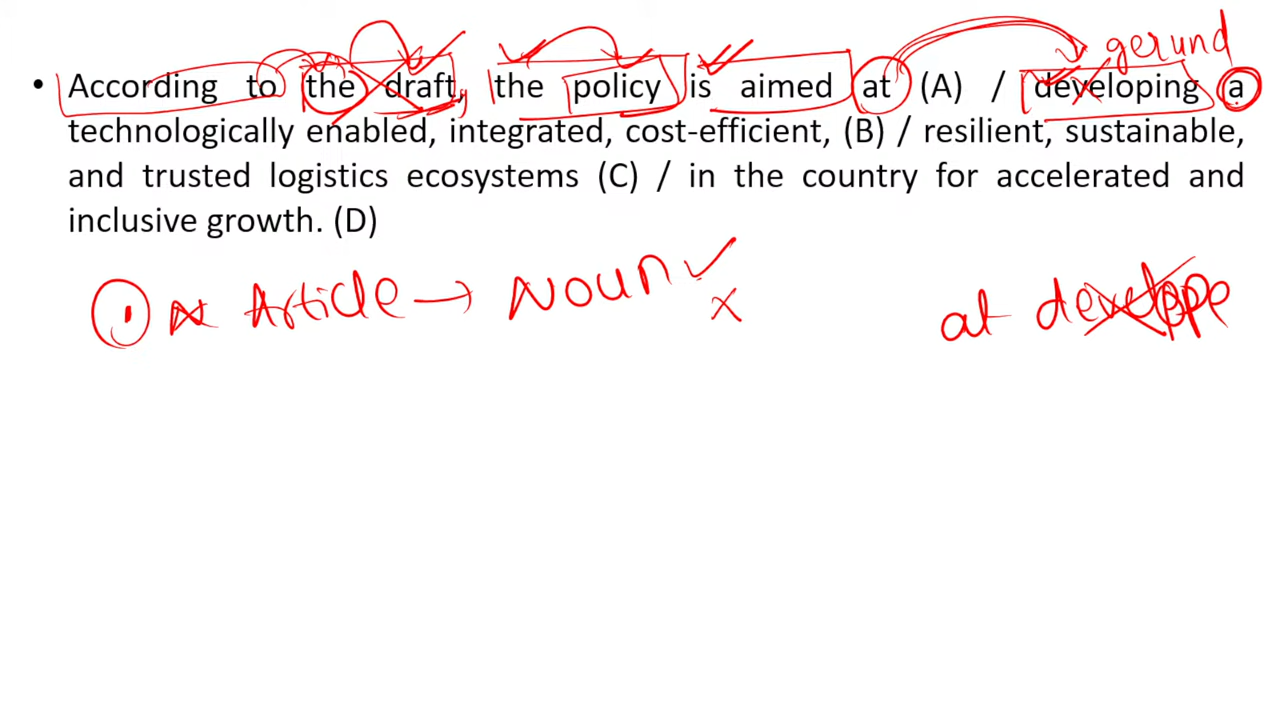 gerund
• According to the draft, the policy is aimed at (A) / developing a
technologically enabled, integrated, cost-efficient, (B) / resilient, sustainable,
and trusted logistics ecosystems (C) / in the country for accelerated and
inclusive growth. (D)
① Article → Noun ✓
x
at develope